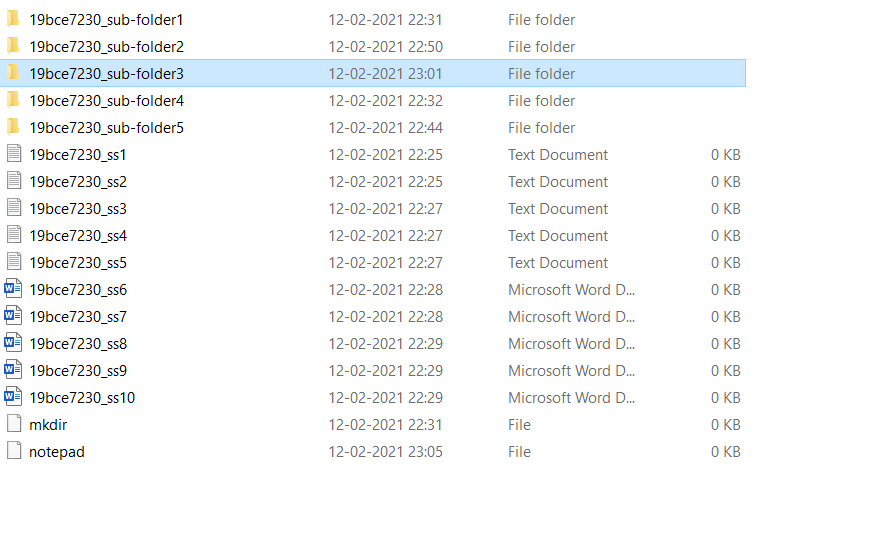 19bce7230_sub-folder1 12-02-2021 22:31 File folder
19bce7230_sub-folder2 12-02-2021 22:50 File folder
19bce7230_sub-folder3 12-02-2021 23:01 File folder
19bce7230_sub-folder4 12-02-2021 22:32 File folder
19bce7230_sub-folder5 12-02-2021 22:44 File folder
19bce7230_ss1 12-02-2021 22:25 Text Document 0 KB
19bce7230_ss2 12-02-2021 22:25 Text Document 0 KB
19bce7230_ss3 12-02-2021 22:27 Text Document 0 KB
19bce7230_ss4 12-02-2021 22:27 Text Document 0 KB
19bce7230_ss5 12-02-2021 22:27 Text Document 0 KB
19bce7230_ss6 12-02-2021 22:28 Microsoft Word D... 0 KB
19bce7230_ss7 12-02-2021 22:28 Microsoft Word D... 0 KB
19bce7230_ss8 12-02-2021 22:29 Microsoft Word D... 0 KB
19bce7230_ss9 12-02-2021 22:29 Microsoft Word D... 0 KB
19bce7230_ss10 12-02-2021 22:29 Microsoft Word D... 0 KB
mkdir 12-02-2021 22:31 File 0 KB
notepad 12-02-2021 23:05 File 0 KB